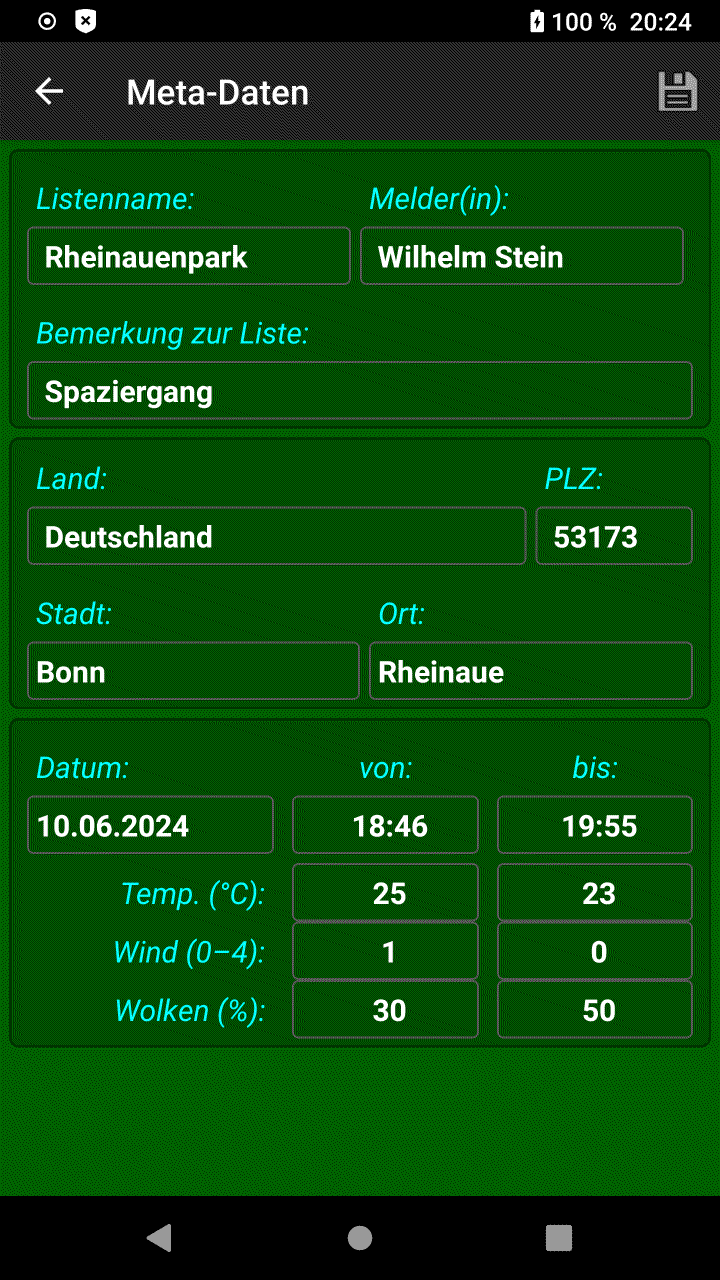 100 % 20:24
Meta-Daten
Listenname: Melder(in):
Rheinauenpark Wilhelm Stein
Bemerkung zur Liste:
Spaziergang
Land: PLZ:
Deutschland 53173
Stadt: Ort:
Bonn Rheinaue
Datum: von: bis:
10.06.2024 18:46 19:55
Temp. (°C): 25 23
Wind (0–4): 1 0
Wolken (%): 30 50